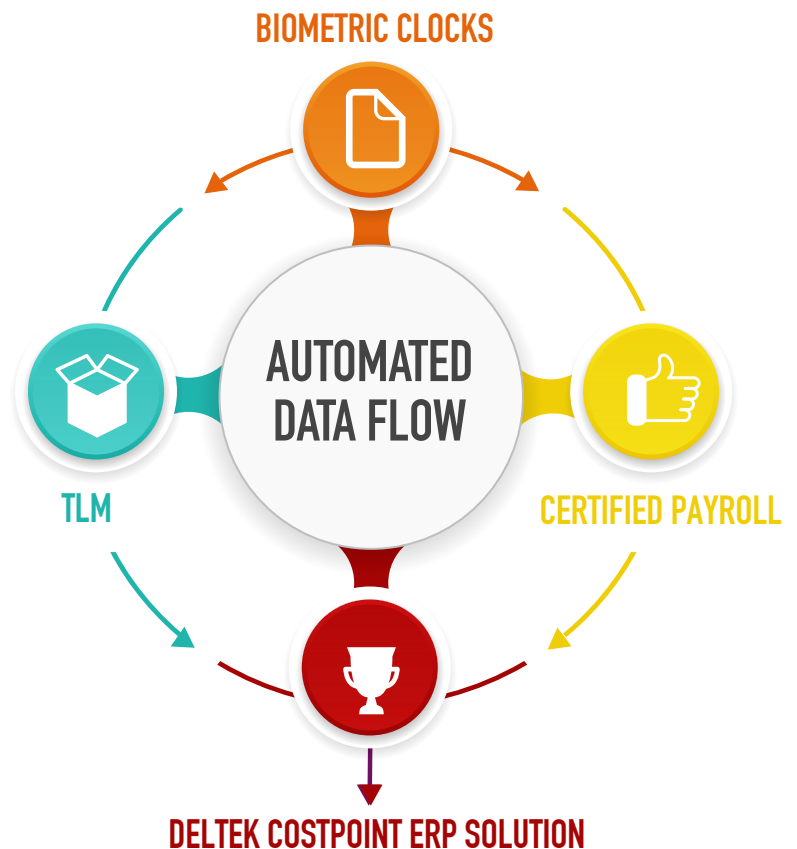 BIOMETRIC CLOCKS
AUTOMATED
DATA FLOW
TLM
CERTIFIED PAYROLL
DELTEK COSTPOINT ERP SOLUTION